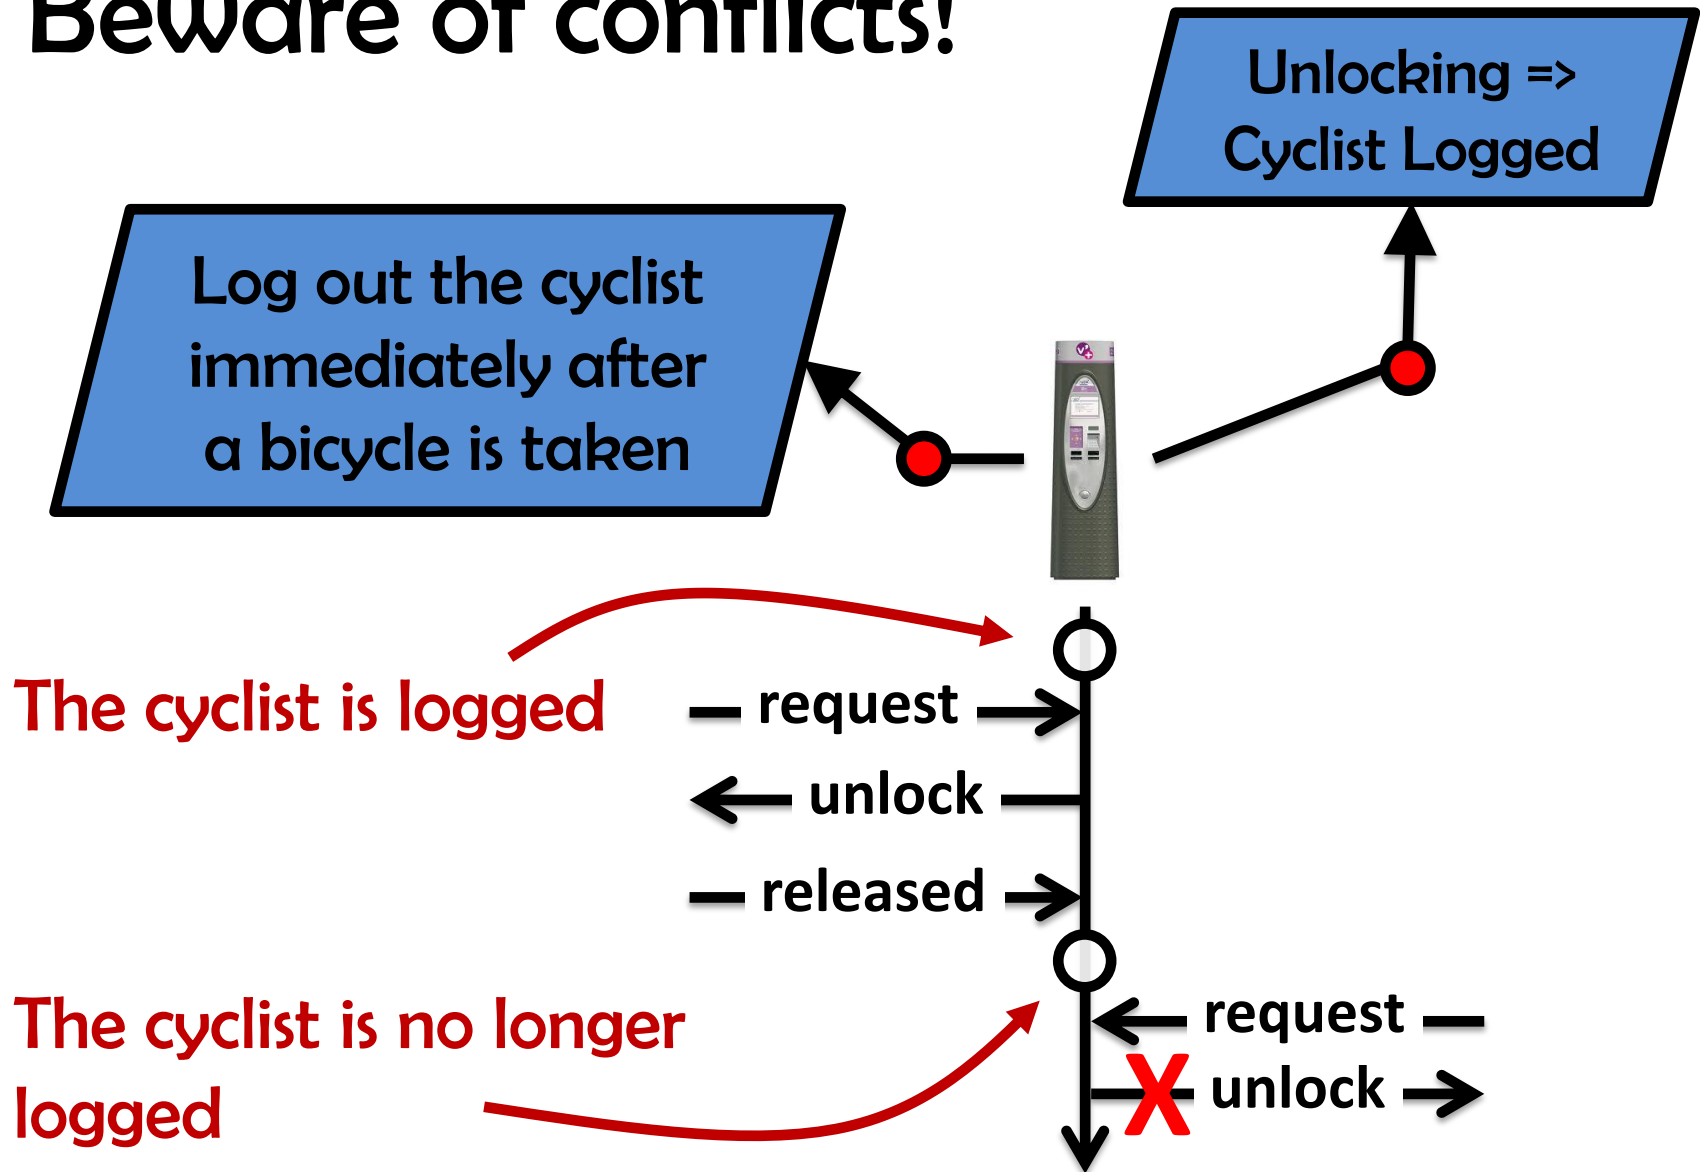 Beware of conflicts!
Unlocking =>
Cyclist Logged
Log out the cyclist
immediately after
a bicycle is taken
The cyclist is logged
request
unlock
released
The cyclist is no longer
logged
request
X
unlock